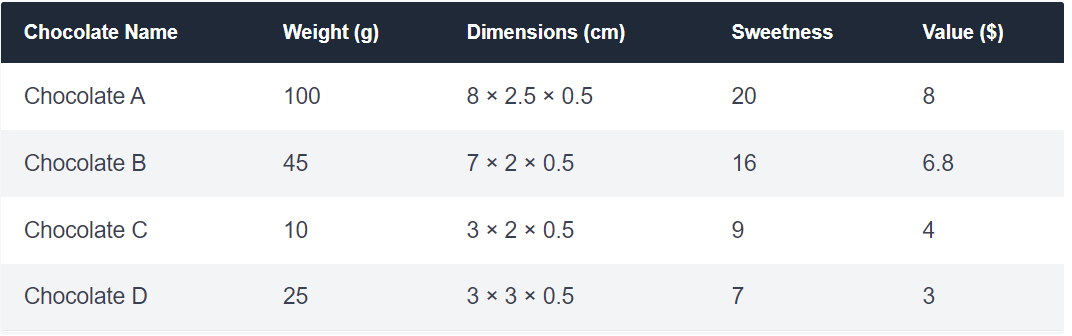 Chocolate Name Weight (g) Dimensions (cm) Sweetness Value ($)
Chocolate A 100 8 × 2.5 × 0.5 20 8
Chocolate B 45 7 × 2 × 0.5 16 6.8
Chocolate C 10 3 × 2 × 0.5 9 4
Chocolate D 25 3 × 3 × 0.5 7 3